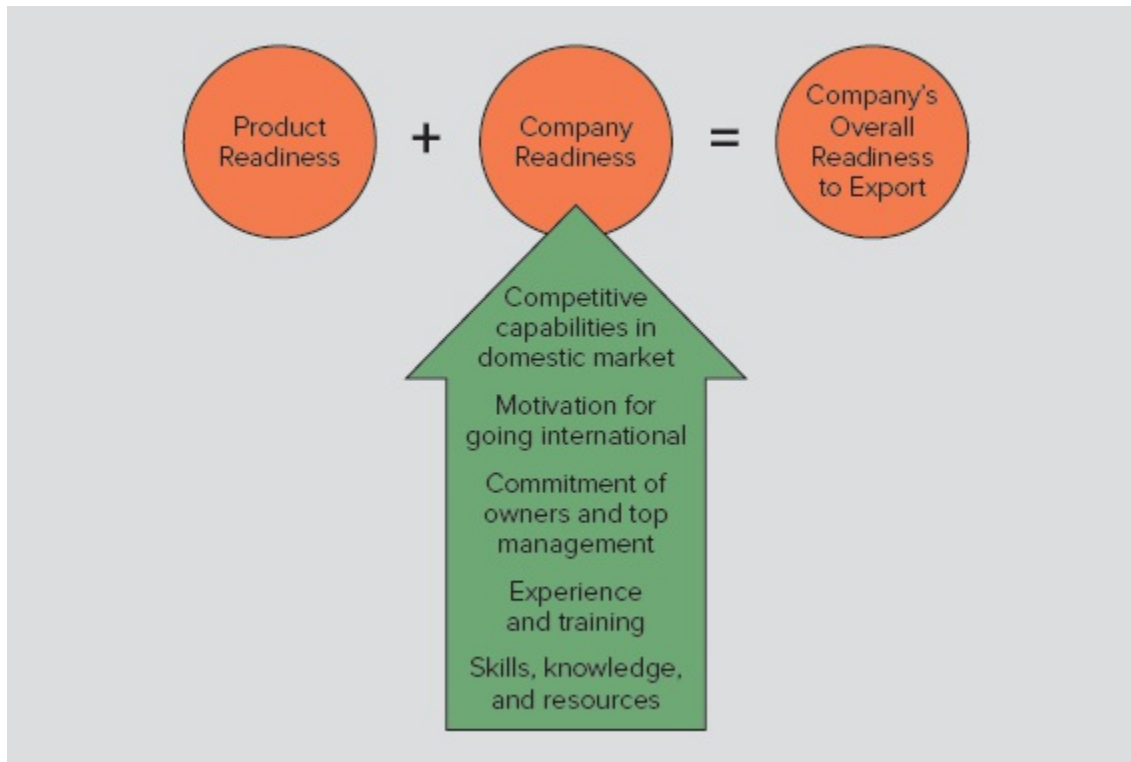 Product
Readiness
+
Company
Readiness
=
Company's
Overall
Readiness
to Export
Competitive
capabilities in
domestic market
Motivation for
going international
Commitment of
owners and top
management
Experience
and training
Skills, knowledge,
and resources